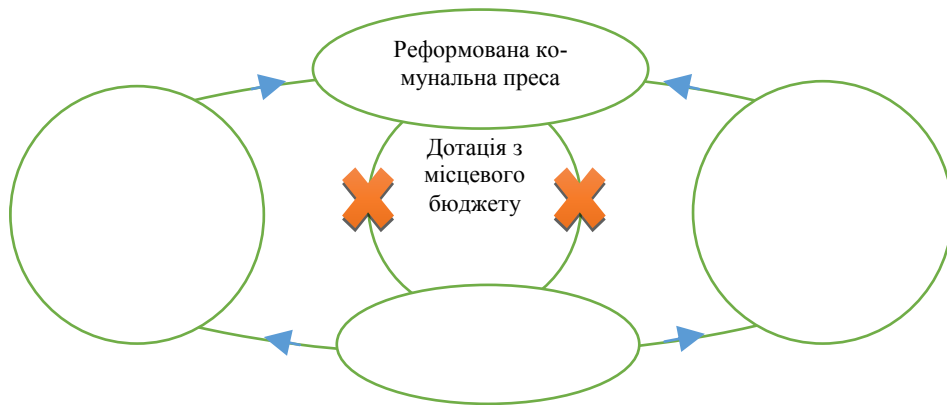 Реформована ко-
мунальна преса
Дотація з
місцевого
бюджету